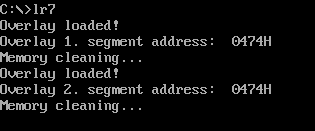 C:\>lr7
Overlay loaded!
Overlay 1. segment address:  0474H
Memory cleaning...
Overlay loaded!
Overlay 2. segment address:  0474H
Memory cleaning...